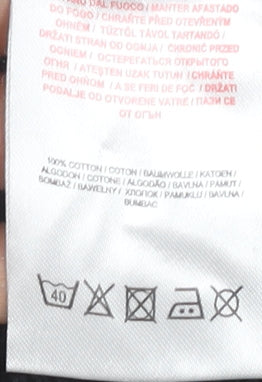 DAL FUOCO / MANTER AFASTADO
DO FOGO / CHRAŇTE PŘED OTEVŘENÝM
OHNĚM / TŰZTŐL TÁVOL TARTANDÓ /
DRŽATI STRAN OD OGNJA / CHRONIĆ PRZED
OGNIEM / ОСТЕРЕГАТЬСЯ ОТКРЫТОГО
ОГНЯ / ATEŞTEN UZAK TUTUN / CHRÁŇTE
PRED OHŇOM / A SE FERI DE FOC / DRŽATI
PODALJE OD OTVORENE VATRE / ПАЗИ СЕ
ОТ ОГЪН
100% COTTON / COTON / BAUMWOLLE / KATOEN /
ALGODON / COTONE / ALGODÃO / BAVLNA / PAMUT /
BOMBAŽ / BAWEŁNY / ХЛОПОК / PAMUKLU / BAVLNA /
BUMBAC
40